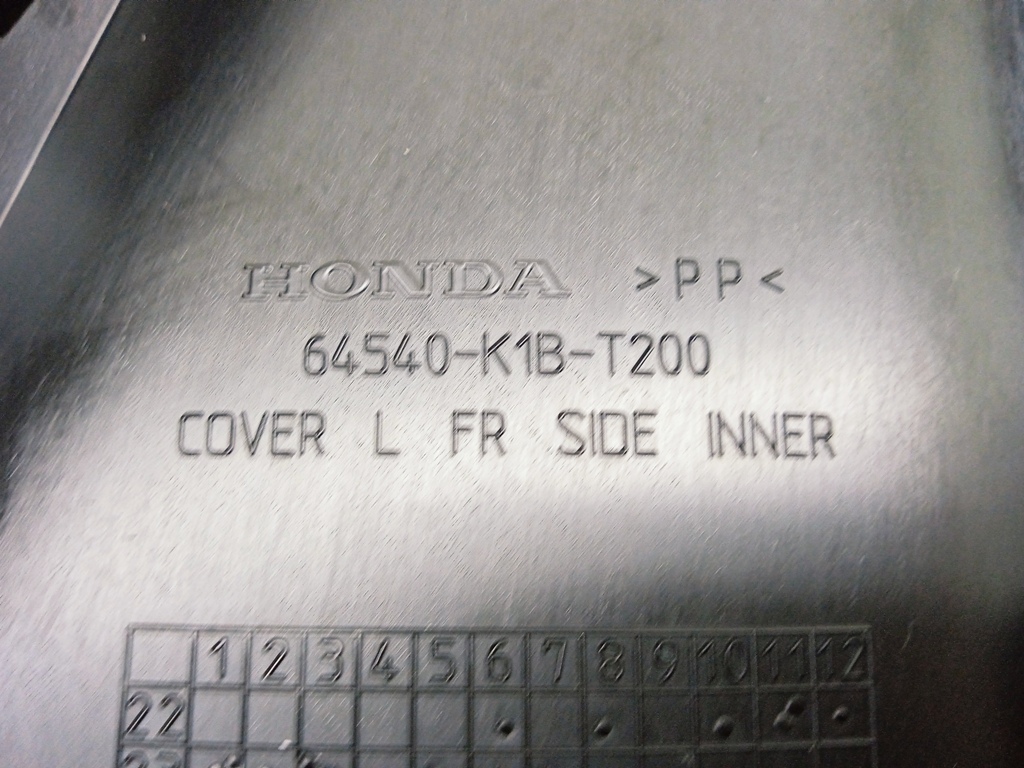 HONDA >PP<
64540-K1B-T200
COVER L FR SIDE INNER
1 2 3 4 5 6 7 8 9 10 11 12
22